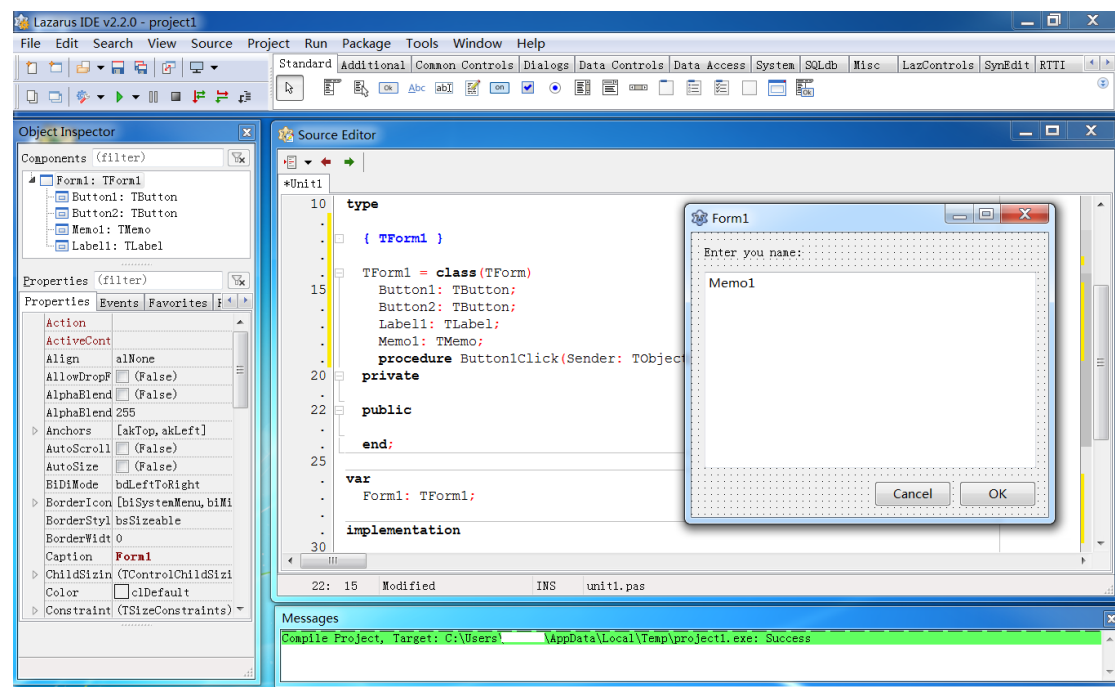 Lazarus IDE v2.2.0 - project1
File Edit Search View Source Project Run Package Tools Window Help
Standard Additional Common Controls Dialogs Data Controls Data Access System SQLdb Misc LazControls SynEdit RTTI
OK Abc abI on
Object Inspector
Components (filter)
Form1: TForm1
Button1: TButton
Button2: TButton
Memo1: TMemo
Label1: TLabel
Properties (filter)
Properties Events Favorites
Action
ActiveCont
Align alNone
AllowDropF (False)
AlphaBlend (False)
AlphaBlend 255
Anchors [akTop,akLeft]
AutoScroll (False)
AutoSize (False)
BiDiMode bdLeftToRight
BorderIcon [biSystemMenu,biMi
BorderStyl bsSizeable
BorderWidt 0
Caption Form1
ChildSizin (TControlChildSizi
Color clDefault
Constraint (TSizeConstraints)
Source Editor
*Unit1
10 type
. { TForm1 }
. TForm1 = class(TForm)
15 Button1: TButton;
. Button2: TButton;
. Label1: TLabel;
. Memo1: TMemo;
. procedure Button1Click(Sender: TObject
20 private
.
22 public
.
. end;
25
. var
. Form1: TForm1;
.
. implementation
30
22: 15 Modified INS unit1.pas
Form1
Enter you name:
Memo1
Cancel OK
Messages
Compile Project, Target: C:\Users\ \AppData\Local\Temp\project1.exe: Success